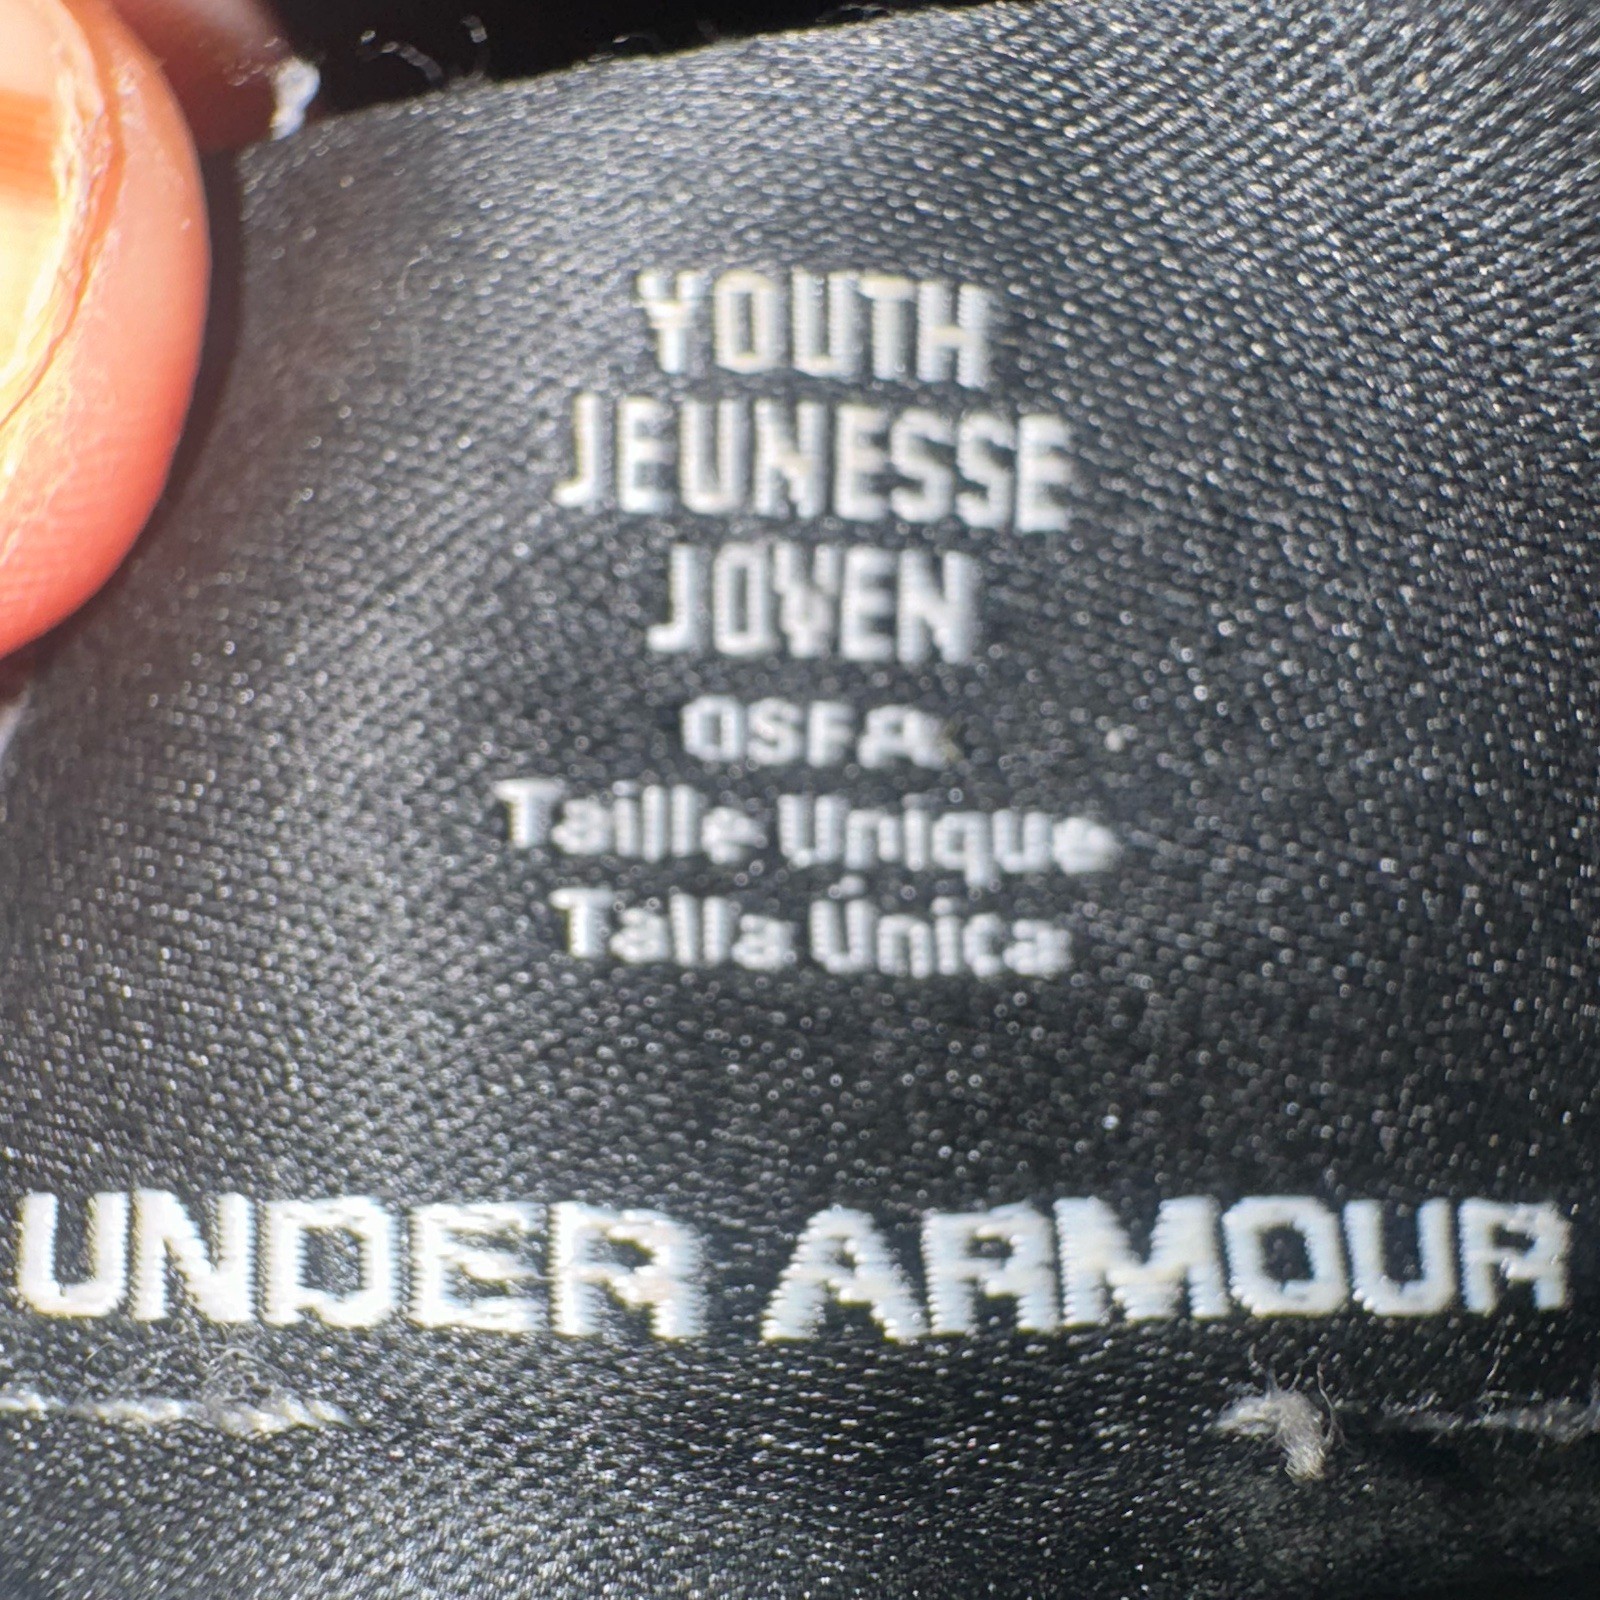 YOUTH
JEUNESSE
JOVEN
OSFA
Taille Unique
Talla Única
UNDER ARMOUR